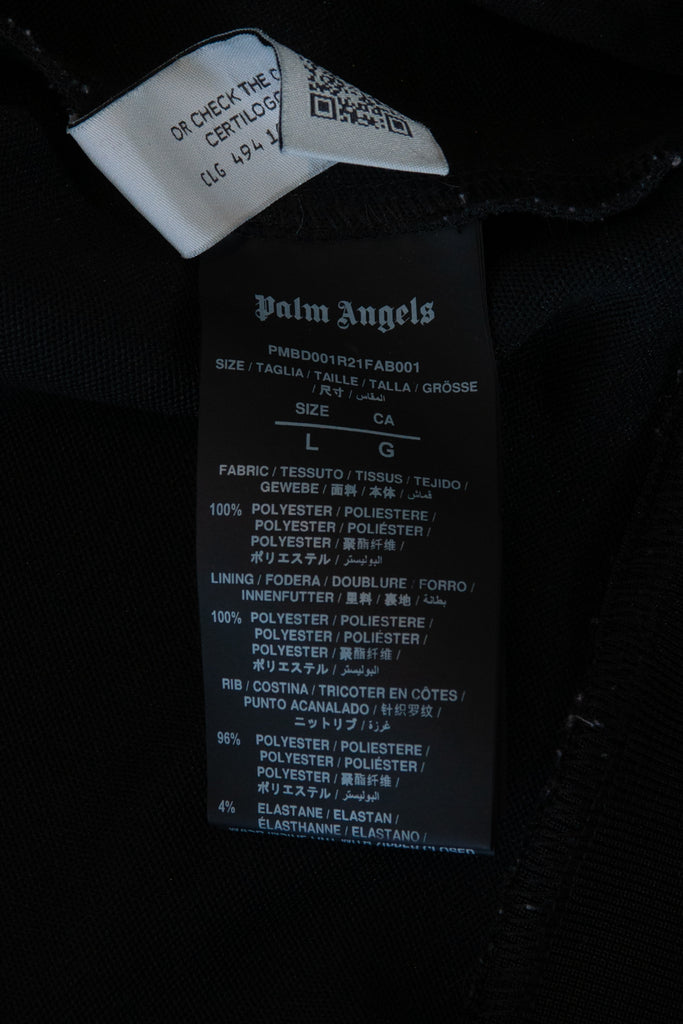 OR CHECK THE
CERTILOGO
CLG 494 1
Palm Angels
PMBD001R21FAB001
SIZE / TAGLIA / TAILLE / TALLA / GRÖSSE
/ 尺寸 / المقاس
SIZE CA
L G
FABRIC / TESSUTO / TISSUS / TEJIDO /
GEWEBE / 面料 / 本体 / قماش
100% POLYESTER / POLIESTERE /
POLYESTER / POLIÉSTER /
POLYESTER / 聚酯纤维 /
ポリエステル / البوليستر
LINING / FODERA / DOUBLURE / FORRO /
INNENFUTTER / 里料 / 裏地 / بطانة
100% POLYESTER / POLIESTERE /
POLYESTER / POLIÉSTER /
POLYESTER / 聚酯纤维 /
ポリエステル / البوليستر
RIB / COSTINA / TRICOTER EN CÔTES /
PUNTO ACANALADO / 针织罗纹 /
ニットリブ / غرزة
96% POLYESTER / POLIESTERE /
POLYESTER / POLIÉSTER /
POLYESTER / 聚酯纤维 /
ポリエステル / البوليستر
4% ELASTANE / ELASTAN /
ÉLASTHANNE / ELASTANO /